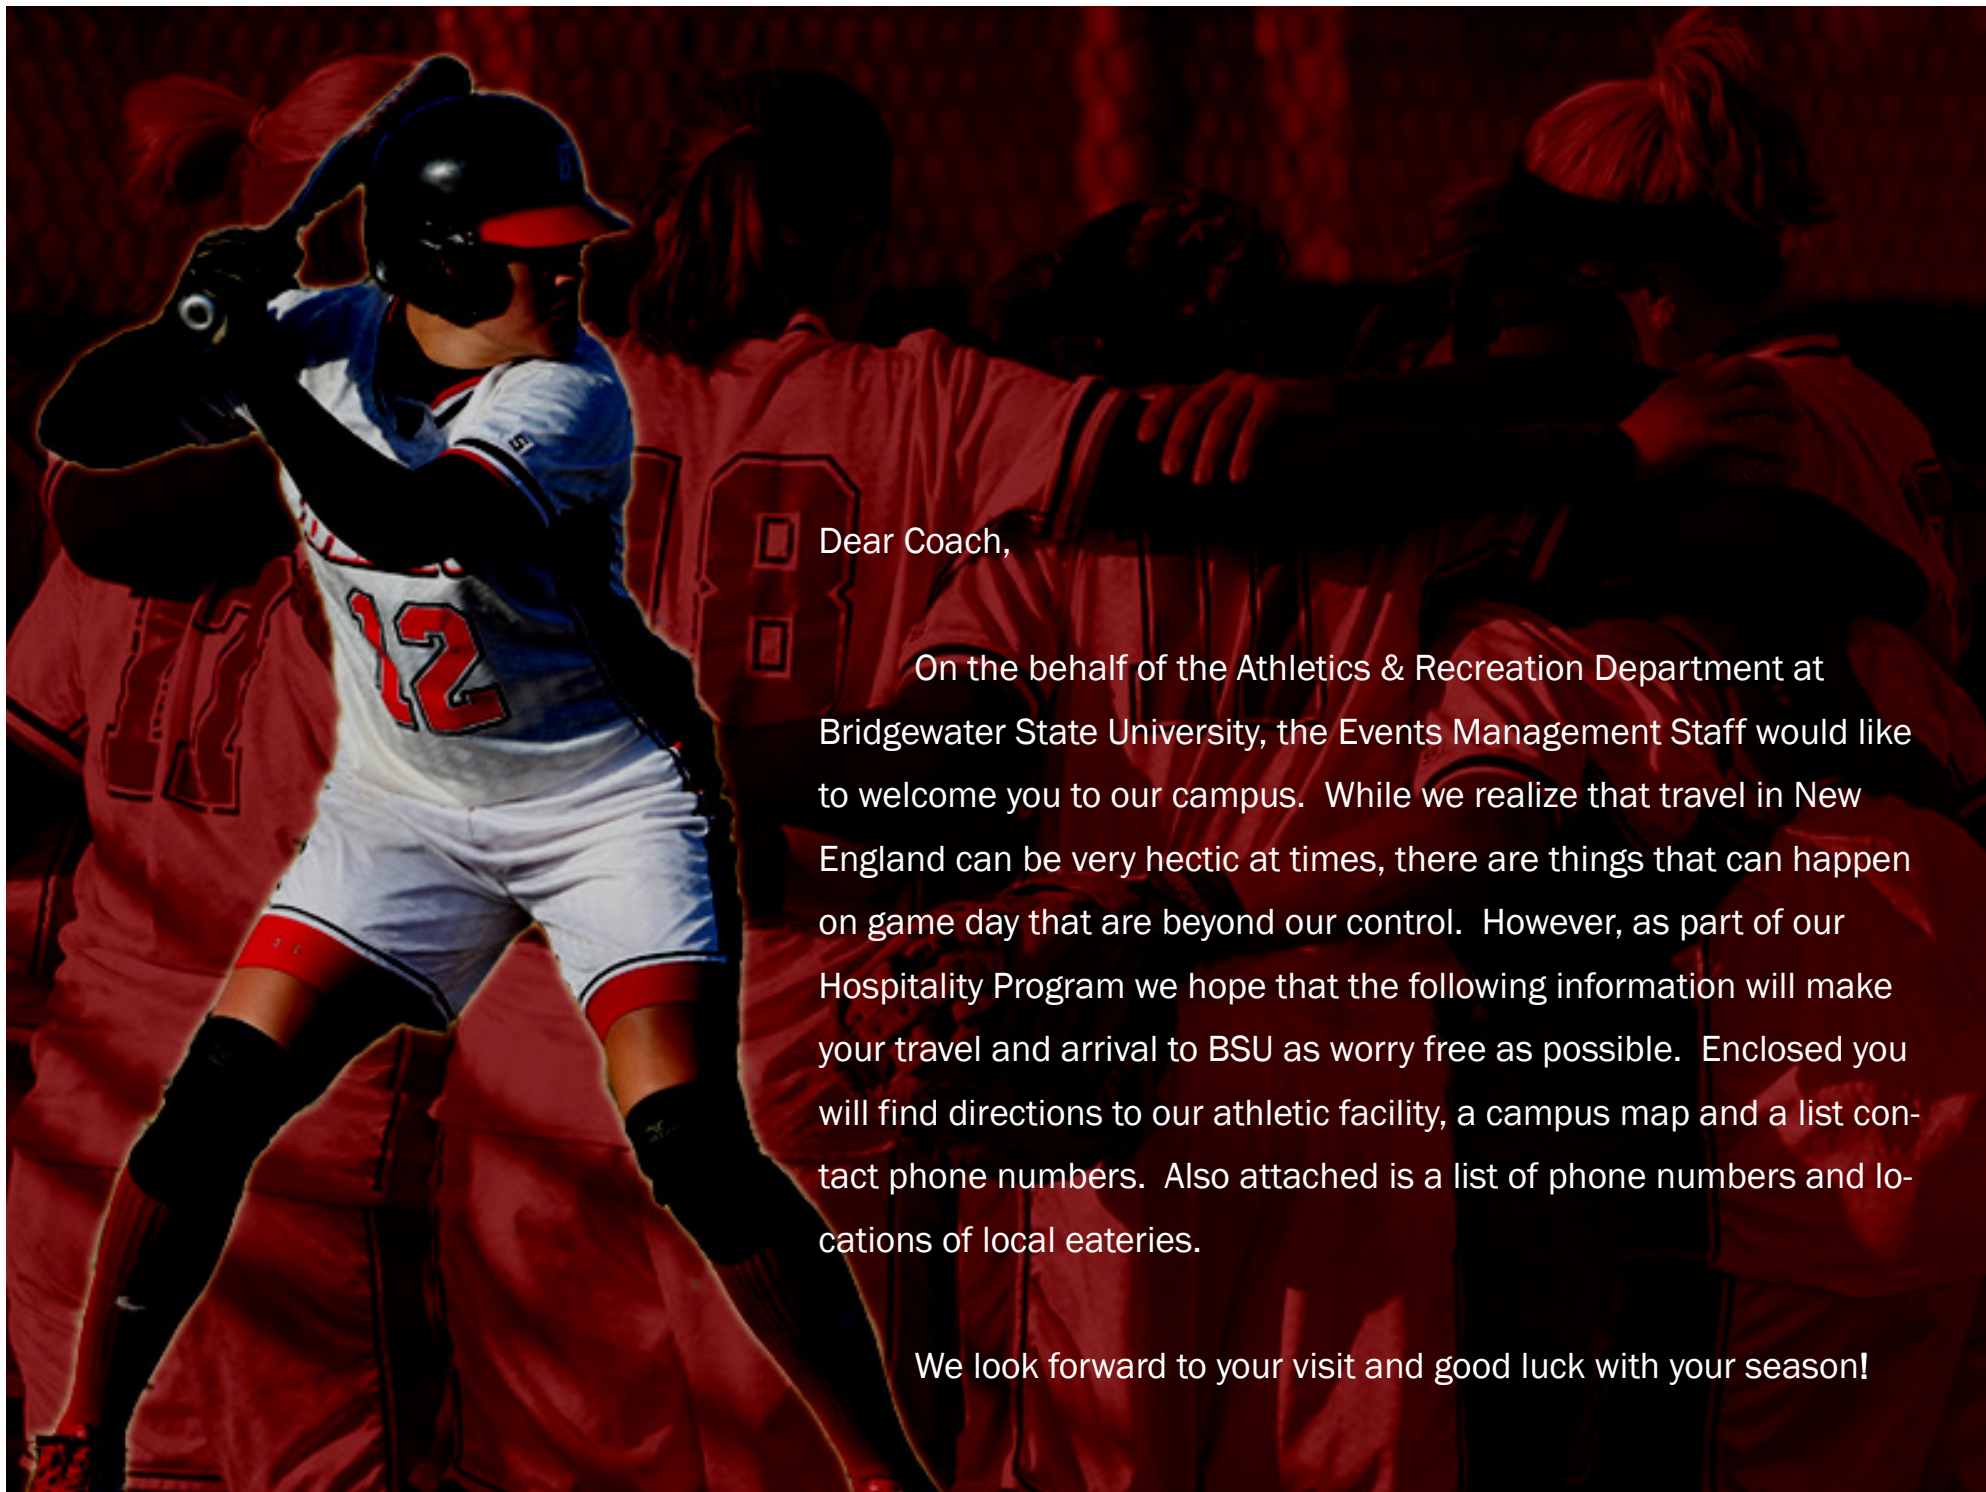 12
18
17
Dear Coach,
On the behalf of the Athletics & Recreation Department at
Bridgewater State University, the Events Management Staff would like
to welcome you to our campus.  While we realize that travel in New
England can be very hectic at times, there are things that can happen
on game day that are beyond our control.  However, as part of our
Hospitality Program we hope that the following information will make
your travel and arrival to BSU as worry free as possible.  Enclosed you
will find directions to our athletic facility, a campus map and a list con-
tact phone numbers.  Also attached is a list of phone numbers and lo-
cations of local eateries.
We look forward to your visit and good luck with your season!